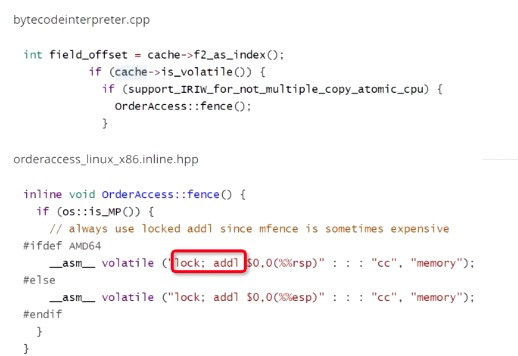 bytecodeinterpreter.cpp
int field_offset = cache->f2_as_index();
if (cache->is_volatile()) {
if (support_IRIW_for_not_multiple_copy_atomic_cpu) {
OrderAccess::fence();
}
orderaccess_linux_x86.inline.hpp
inline void OrderAccess::fence() {
if (os::is_MP()) {
// always use locked addl since mfence is sometimes expensive
#ifdef AMD64
__asm__ volatile ("lock; addl $0,0(%%rsp)" : : : "cc", "memory");
#else
__asm__ volatile ("lock; addl $0,0(%%esp)" : : : "cc", "memory");
#endif
}
}